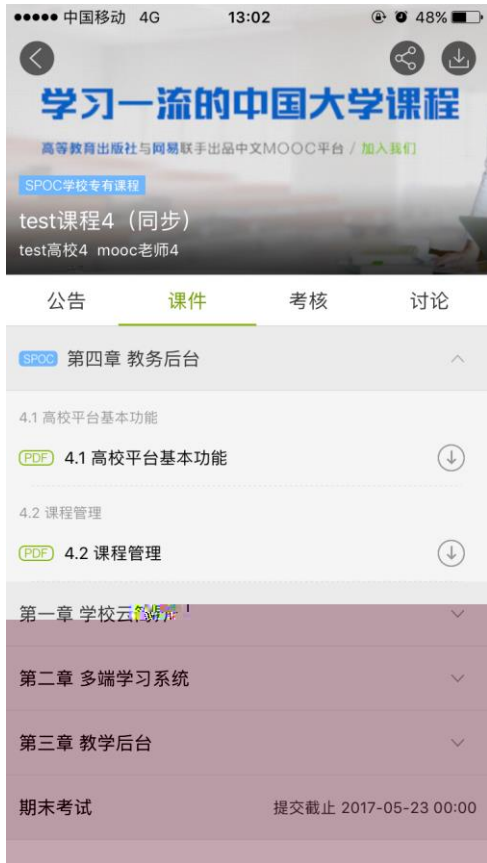 中国移动 4G 13:02 48%
学习一流的中国大学课程
高等教育出版社与网易联手出品中文MOOC平台 / 加入我们
SPOC学校专有课程
test课程4（同步）
test高校4 mooc老师4
公告 课件 考核 讨论
SPOC 第四章 教务后台
4.1 高校平台基本功能
PDF 4.1 高校平台基本功能
4.2 课程管理
PDF 4.2 课程管理
第一章 学校云
第二章 多端学习系统
第三章 教学后台
期末考试 提交截止 2017-05-23 00:00